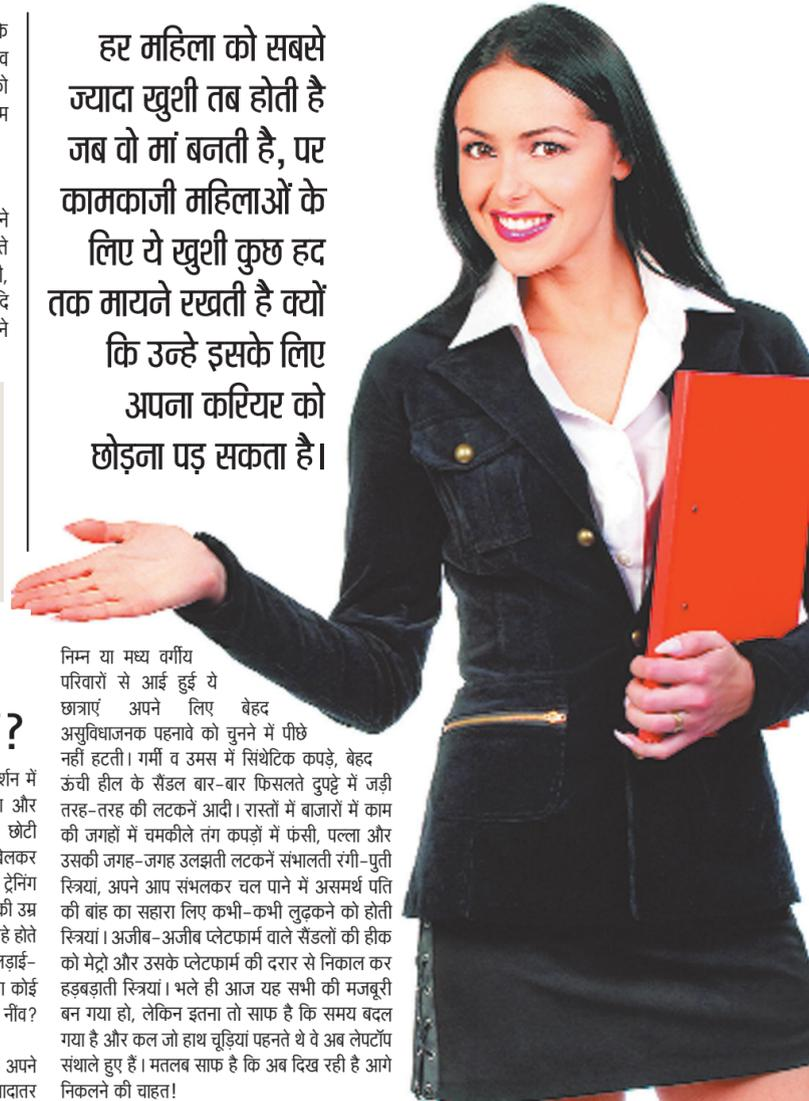 के
व
को
म
ने
ते
ी,
दि
ने
?
र्शन में
ा और
छोटी
ट्रेनिंग
की उम्र
हे होते
लड़ाई-
ा कोई
नींव?
अपने
यादातर
हर महिला को सबसे
ज्यादा खुशी तब होती है
जब वो मां बनती है, पर
कामकाजी महिलाओं के
लिए ये खुशी कुछ हद
तक मायने रखती है क्यों
कि उन्हे इसके लिए
अपना करियर को
छोड़ना पड़ सकता है।
निम्न या मध्य वर्गीय
परिवारों से आई हुई ये
छात्राएं अपने लिए बेहद
असुविधाजनक पहनावे को चुनने में पीछे
नहीं हटती। गर्मी व उमस में सिंथेटिक कपड़े, बेहद
ऊंची हील के सैंडल बार-बार फिसलते दुपट्टे में जड़ी
तरह-तरह की लटकनें आदी। रास्तों में बाजारों में काम
की जगहों में चमकीले तंग कपड़ों में फंसी, पल्ला और
उसकी जगह-जगह उलझती लटकनें संभालती रंगी-पुती
स्त्रियां, अपने आप संभलकर चल पाने में असमर्थ पति
की बांह का सहारा लिए कभी-कभी लुढ़कने को होती
स्त्रियां। अजीब-अजीब प्लेटफार्म वाले सैंडलों की हीक
को मेट्रो और उसके प्लेटफार्म की दरार से निकाल कर
हड़बड़ाती स्त्रियां। भले ही आज यह सभी की मजबूरी
बन गया हो, लेकिन इतना तो साफ है कि समय बदल
गया है और कल जो हाथ चूड़ियां पहनते थे वे अब लेपटॉप
संथाले हुए हैं। मतलब साफ है कि अब दिख रही है आगे
निकलने की चाहत!